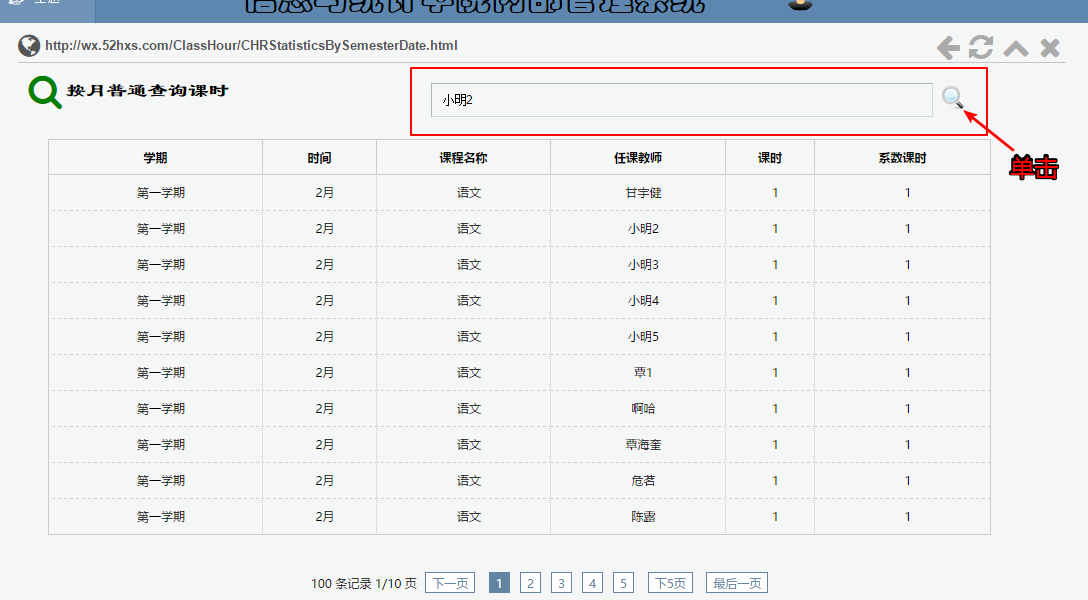 http://wx.52hxs.com/ClassHour/CHRStatisticsBySemesterDate.html
按月普通查询课时
小明2
单击
学期 时间 课程名称 任课教师 课时 系数课时
第一学期 2月 语文 甘宇健 1 1
第一学期 2月 语文 小明2 1 1
第一学期 2月 语文 小明3 1 1
第一学期 2月 语文 小明4 1 1
第一学期 2月 语文 小明5 1 1
第一学期 2月 语文 覃1 1 1
第一学期 2月 语文 啊哈 1 1
第一学期 2月 语文 覃海奎 1 1
第一学期 2月 语文 危茗 1 1
第一学期 2月 语文 陈露 1 1
100 条记录 1/10 页 下一页 1 2 3 4 5 下5页 最后一页